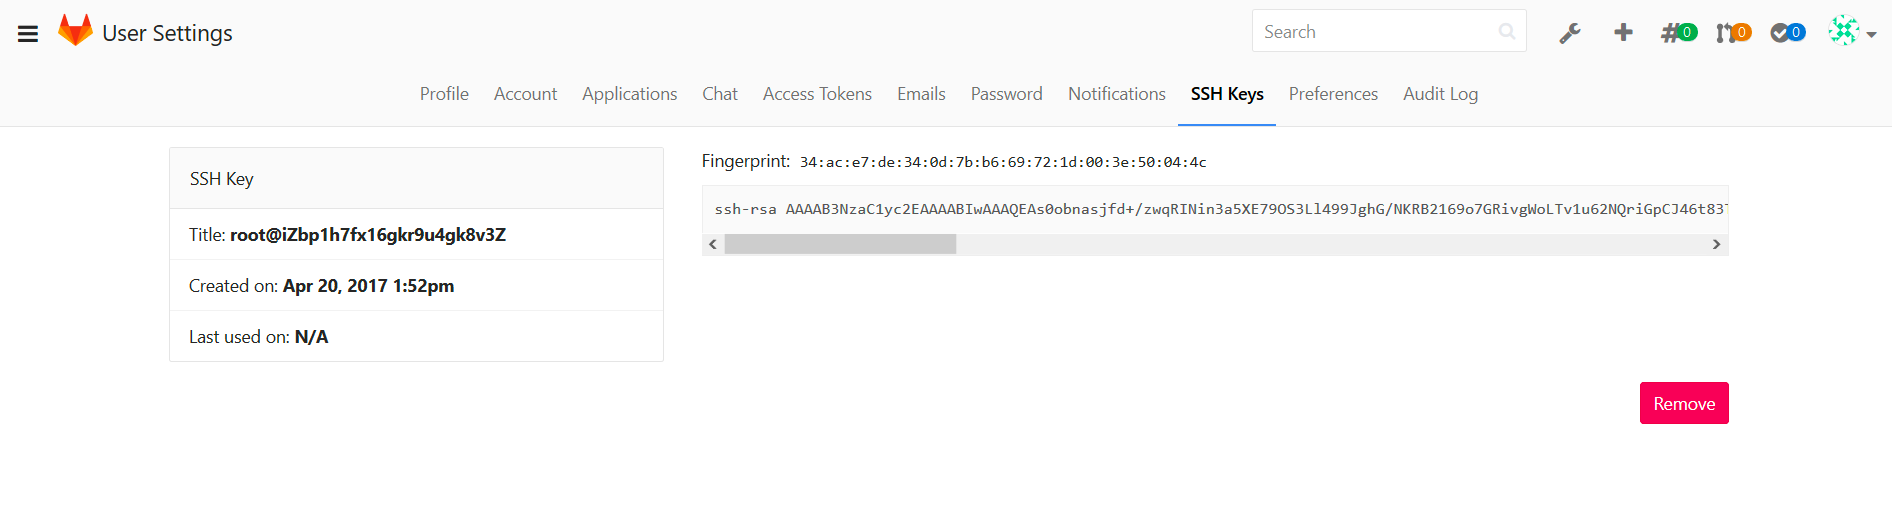 User Settings
Search
0
0
0
Profile Account Applications Chat Access Tokens Emails Password Notifications SSH Keys Preferences Audit Log
SSH Key
Title: root@iZbp1h7fx16gkr9u4gk8v3Z
Created on: Apr 20, 2017 1:52pm
Last used on: N/A
Fingerprint: 34:ac:e7:de:34:0d:7b:b6:69:72:1d:00:3e:50:04:4c
ssh-rsa AAAAB3NzaC1yc2EAAAABIwAAAQEAs0obnasjfd+/zwqRINin3a5XE79OS3Ll499JghG/NKRB2169o7GRivgWoLTv1u62NQriGpCJ46t83
Remove